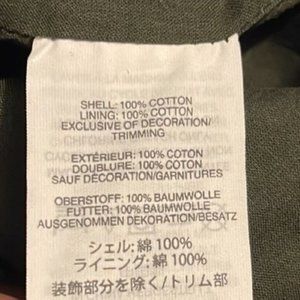 SHELL: 100% COTTON
LINING: 100% COTTON
EXCLUSIVE OF DECORATION/
TRIMMING
EXTÉRIEUR: 100% COTON
DOUBLURE: 100% COTON
SAUF DÉCORATION/GARNITURES
OBERSTOFF: 100% BAUMWOLLE
FUTTER: 100% BAUMWOLLE
AUSGENOMMEN DEKORATION/BESATZ
シェル: 綿 100%
ライニング: 綿 100%
装飾部分を除く/トリム部